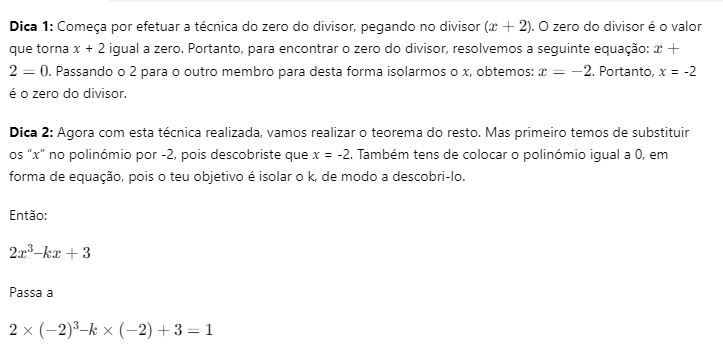 Dica 1: Começa por efetuar a técnica do zero do divisor, pegando no divisor (x + 2). O zero do divisor é o valor
que torna x + 2 igual a zero. Portanto, para encontrar o zero do divisor, resolvemos a seguinte equação: x +
2 = 0. Passando o 2 para o outro membro para desta forma isolarmos o x, obtemos: x = −2. Portanto, x = -2
é o zero do divisor.
Dica 2: Agora com esta técnica realizada, vamos realizar o teorema do resto. Mas primeiro temos de substituir
os "x" no polinómio por -2, pois descobriste que x = -2. Também tens de colocar o polinómio igual a 0, em
forma de equação, pois o teu objetivo é isolar o k, de modo a descobri-lo.
Então:
2x³–kx + 3
Passa a
2 × (−2)³–k × (−2) + 3 = 1